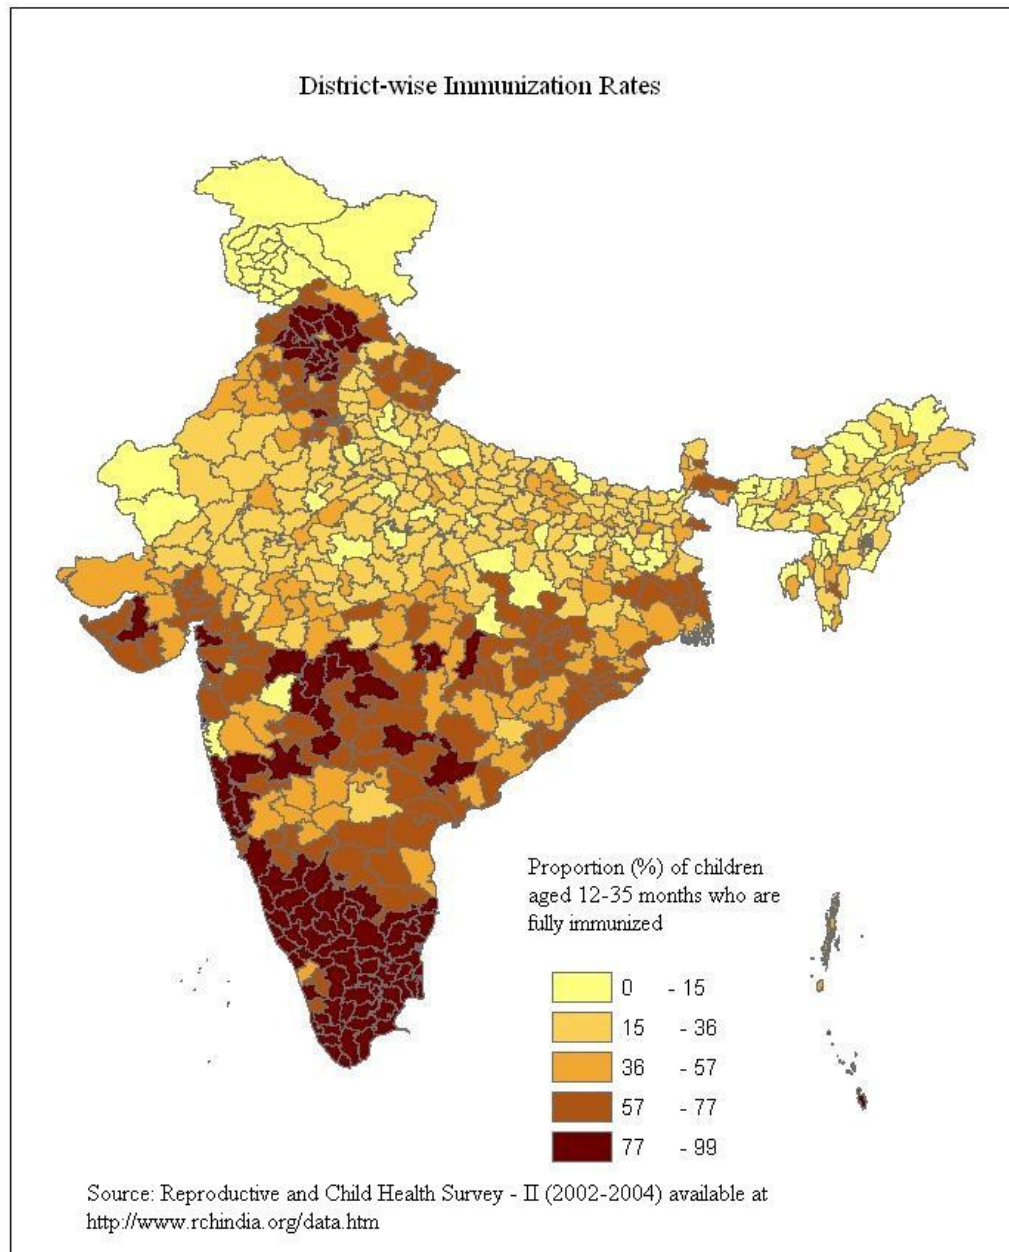 District-wise Immunization Rates
Proportion (%) of children
aged 12-35 months who are
fully immunized
0 - 15
15 - 36
36 - 57
57 - 77
77 - 99
Source: Reproductive and Child Health Survey - II (2002-2004) available at
http://www.rchindia.org/data.htm